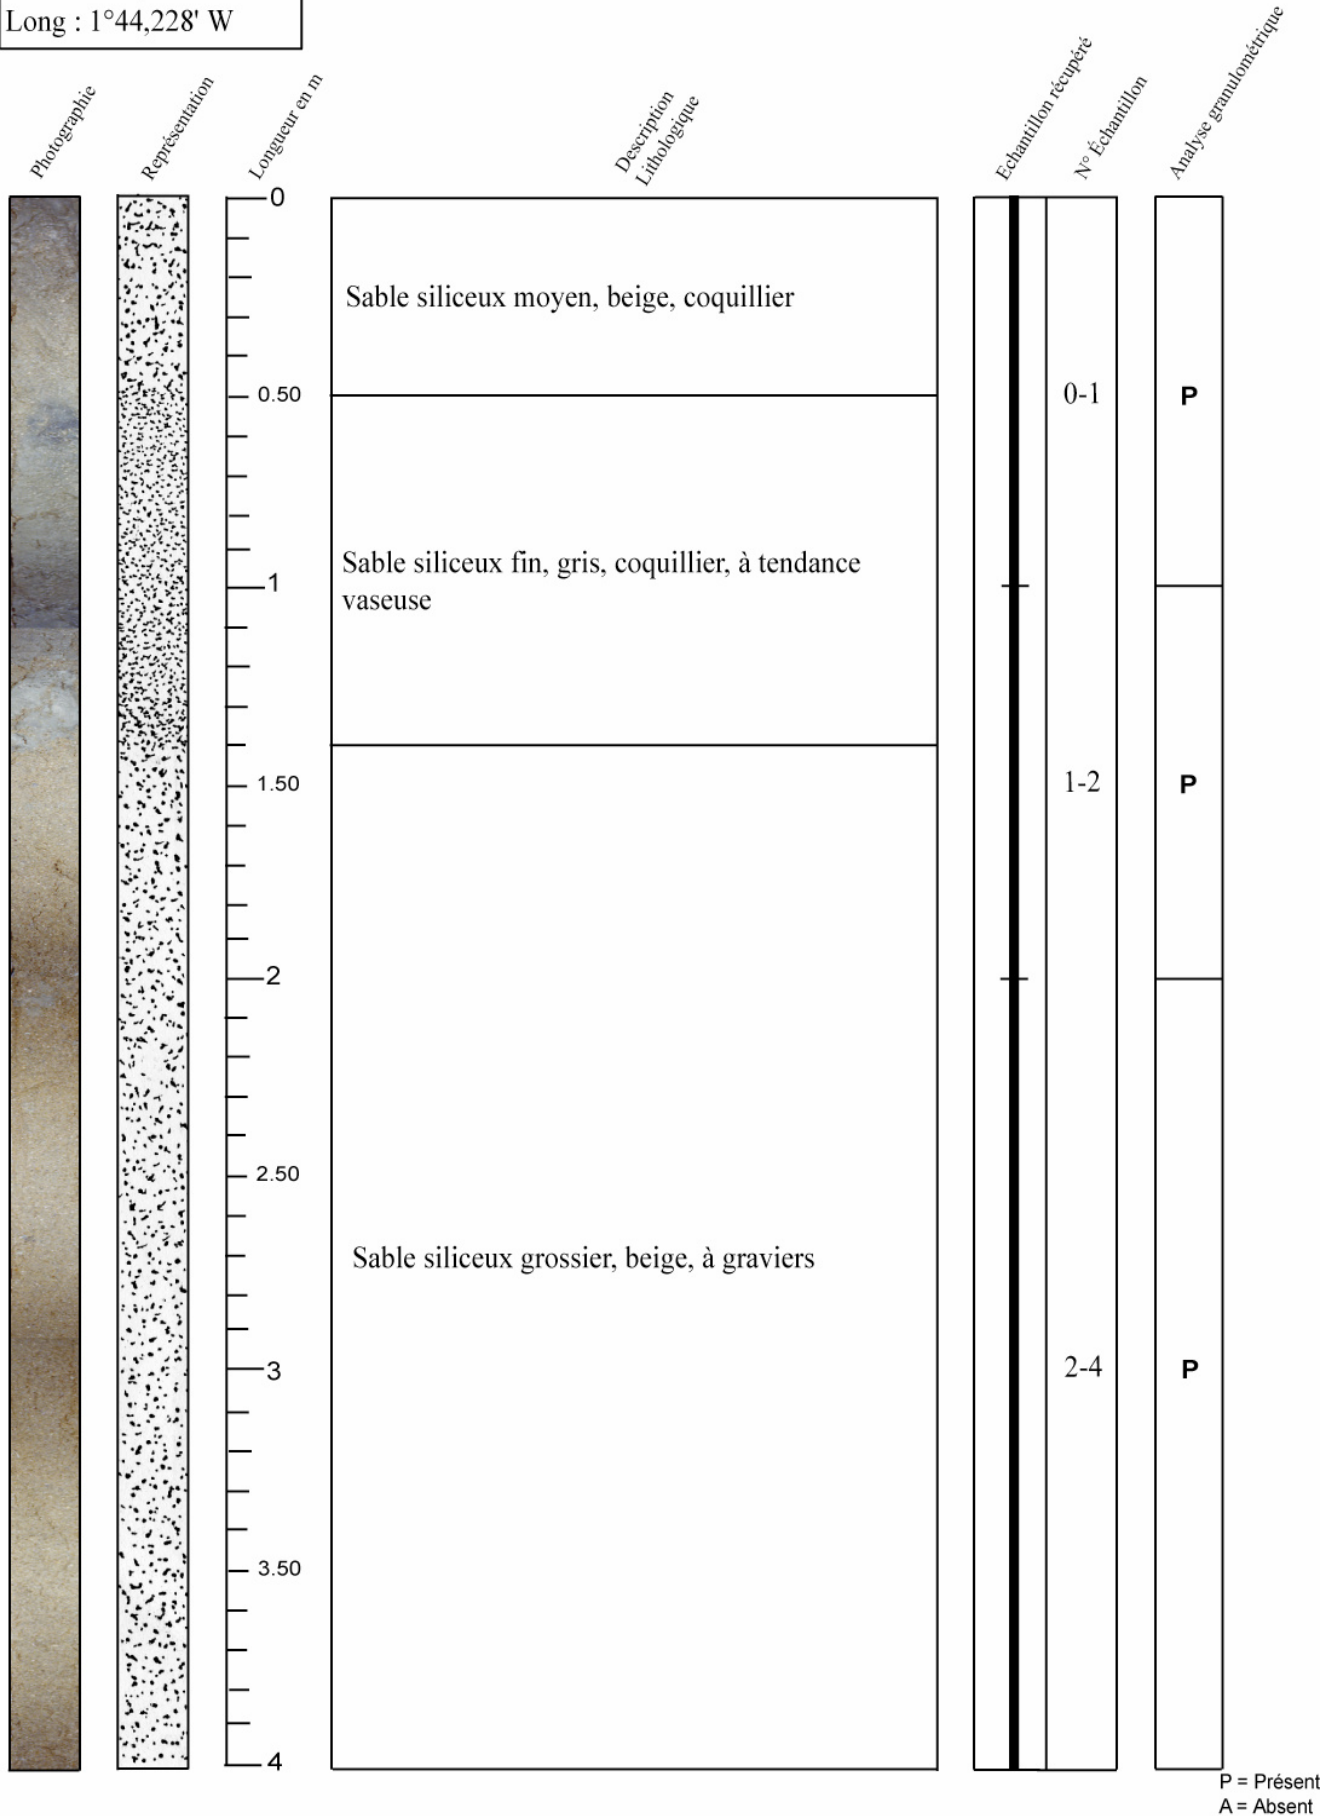 Long : 1°44,228' W
Photographie
Représentation
Longueur en m
Description
Lithologique
Echantillon récupéré
N° Échantillon
Analyse granulométrique
0
Sable siliceux moyen, beige, coquillier
0.50
0-1
P
Sable siliceux fin, gris, coquillier, à tendance
vaseuse
1
1.50
1-2
P
2
2.50
Sable siliceux grossier, beige, à graviers
3
2-4
P
3.50
4
P = Présent
A = Absent